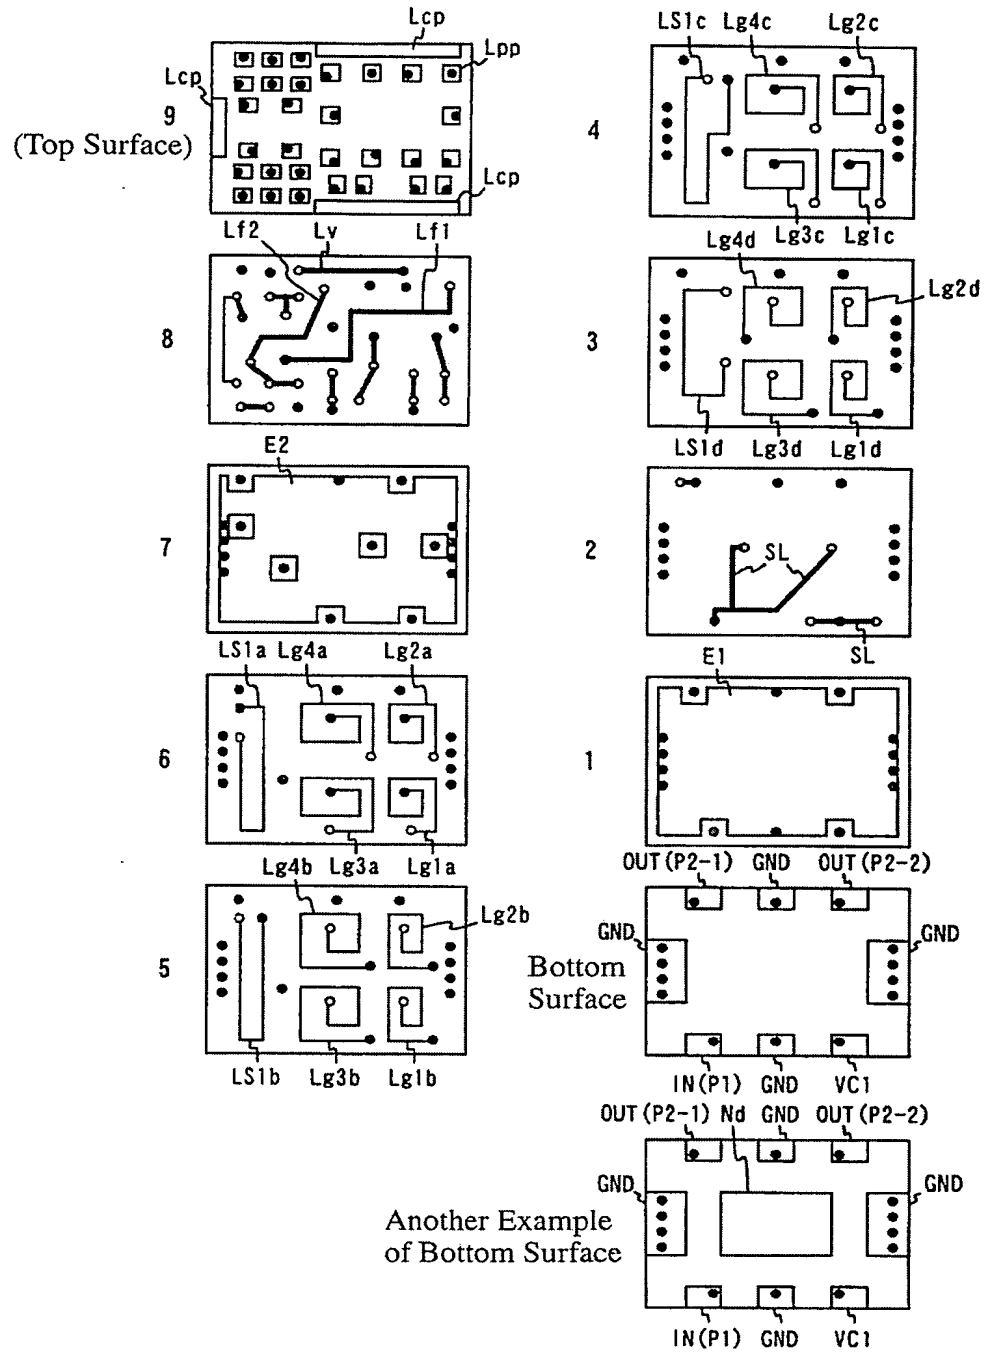 Lcp
Lpp
Lcp
9
(Top Surface)
Lcp
Lf2 Lv Lf1
8
E2
7
LS1a Lg4a Lg2a
6
Lg3a Lg1a
Lg4b
Lg2b
5
LS1b Lg3b Lg1b
LS1c Lg4c Lg2c
4
Lg3c Lg1c
Lg4d
Lg2d
3
LS1d Lg3d Lg1d
2
SL
SL
E1
1
OUT(P2-1) GND OUT(P2-2)
GND GND
Bottom
Surface
IN(P1) GND VC1
OUT(P2-1) Nd GND OUT(P2-2)
GND GND
Another Example
of Bottom Surface
IN(P1) GND VC1